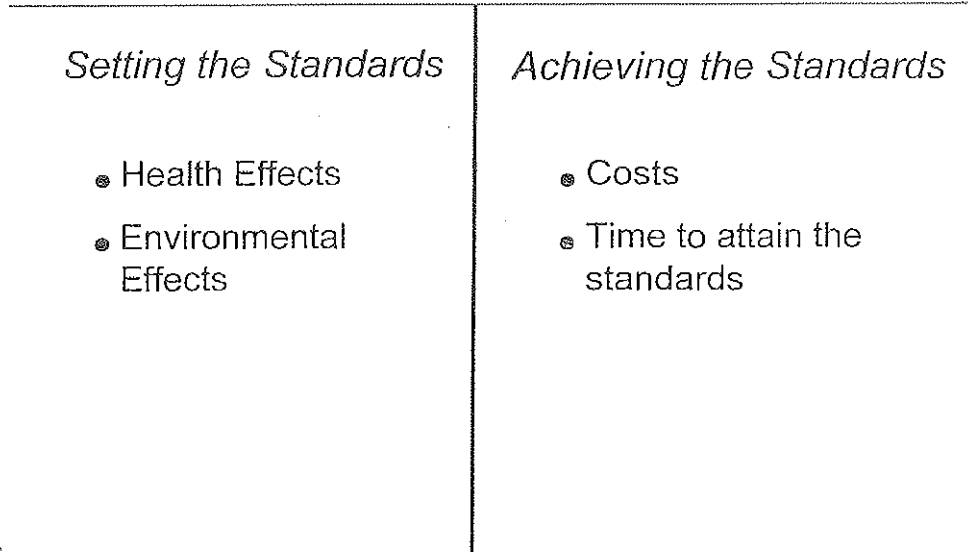 Setting the Standards
• Health Effects
• Environmental
Effects
Achieving the Standards
• Costs
• Time to attain the
standards